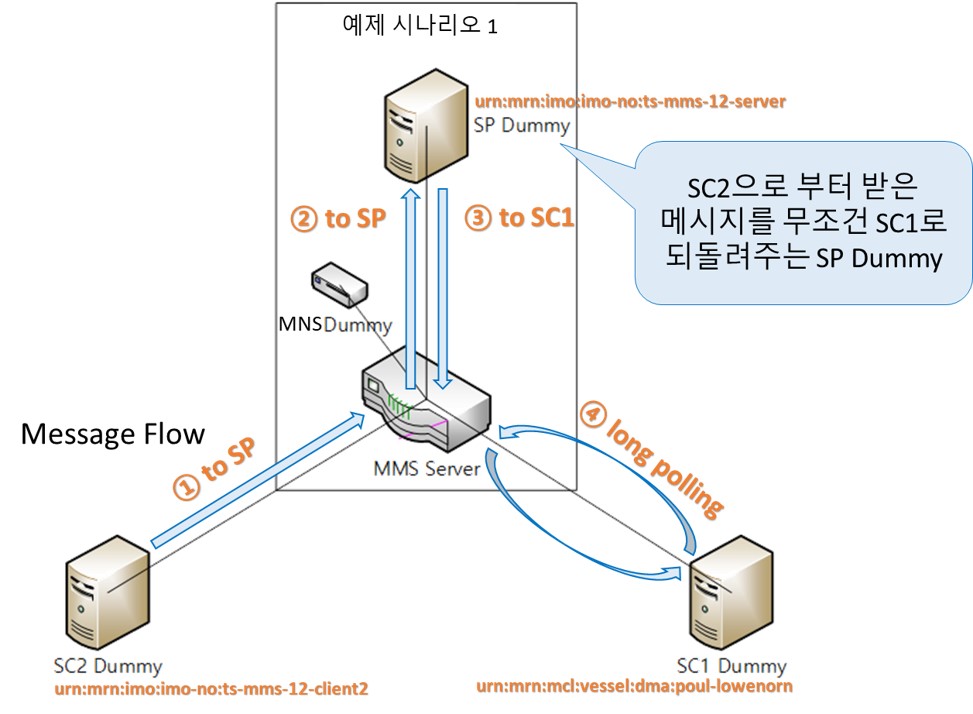 예제 시나리오 1
urn:mrn:imo:imo-no:ts-mms-12-server
SP Dummy
SC2으로 부터 받은
메시지를 무조건 SC1로
되돌려주는 SP Dummy
② to SP
③ to SC1
MNSDummy
Message Flow
① to SP
MMS Server
④ long polling
SC2 Dummy
urn:mrn:imo:imo-no:ts-mms-12-client2
SC1 Dummy
urn:mrn:mcl:vessel:dma:poul-lowenorn